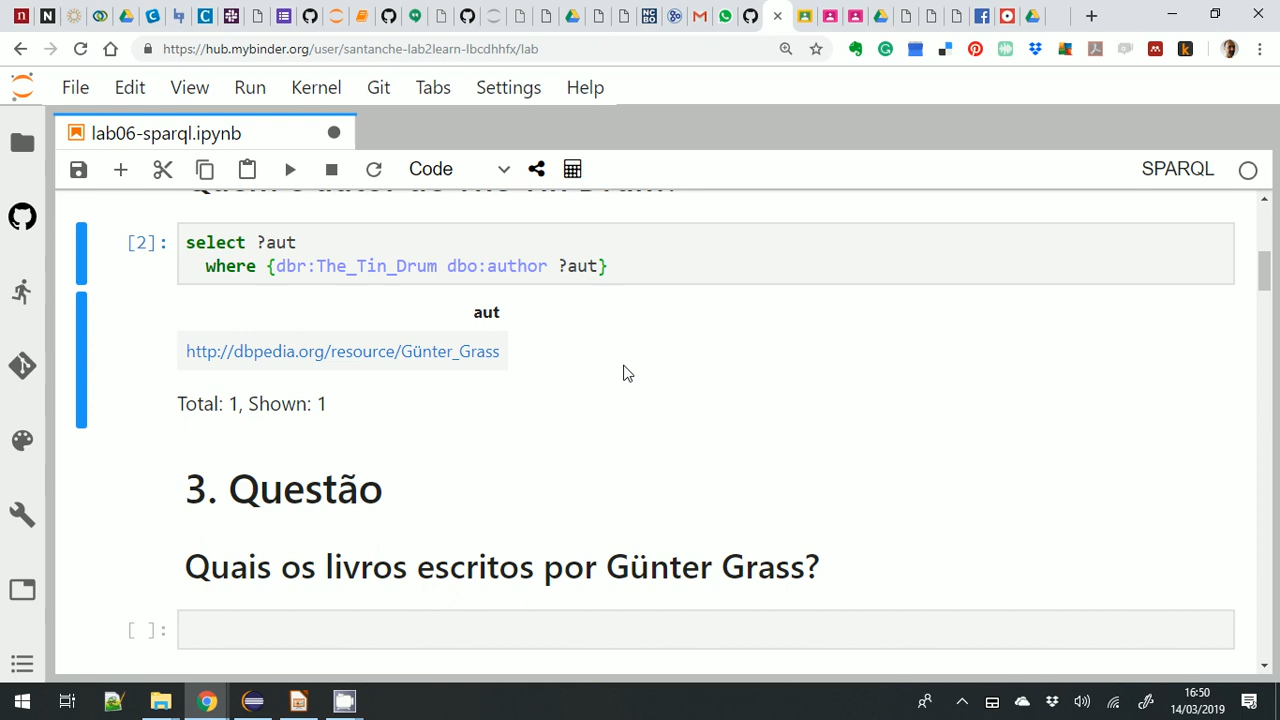 https://hub.mybinder.org/user/santanche-lab2learn-lbcdhhfx/lab
File Edit View Run Kernel Git Tabs Settings Help
lab06-sparql.ipynb
Code SPARQL
[2]: select ?aut
where {dbr:The_Tin_Drum dbo:author ?aut}
aut
http://dbpedia.org/resource/Günter_Grass
Total: 1, Shown: 1
3. Questão
Quais os livros escritos por Günter Grass?
[ ]:
16:50
14/03/2019